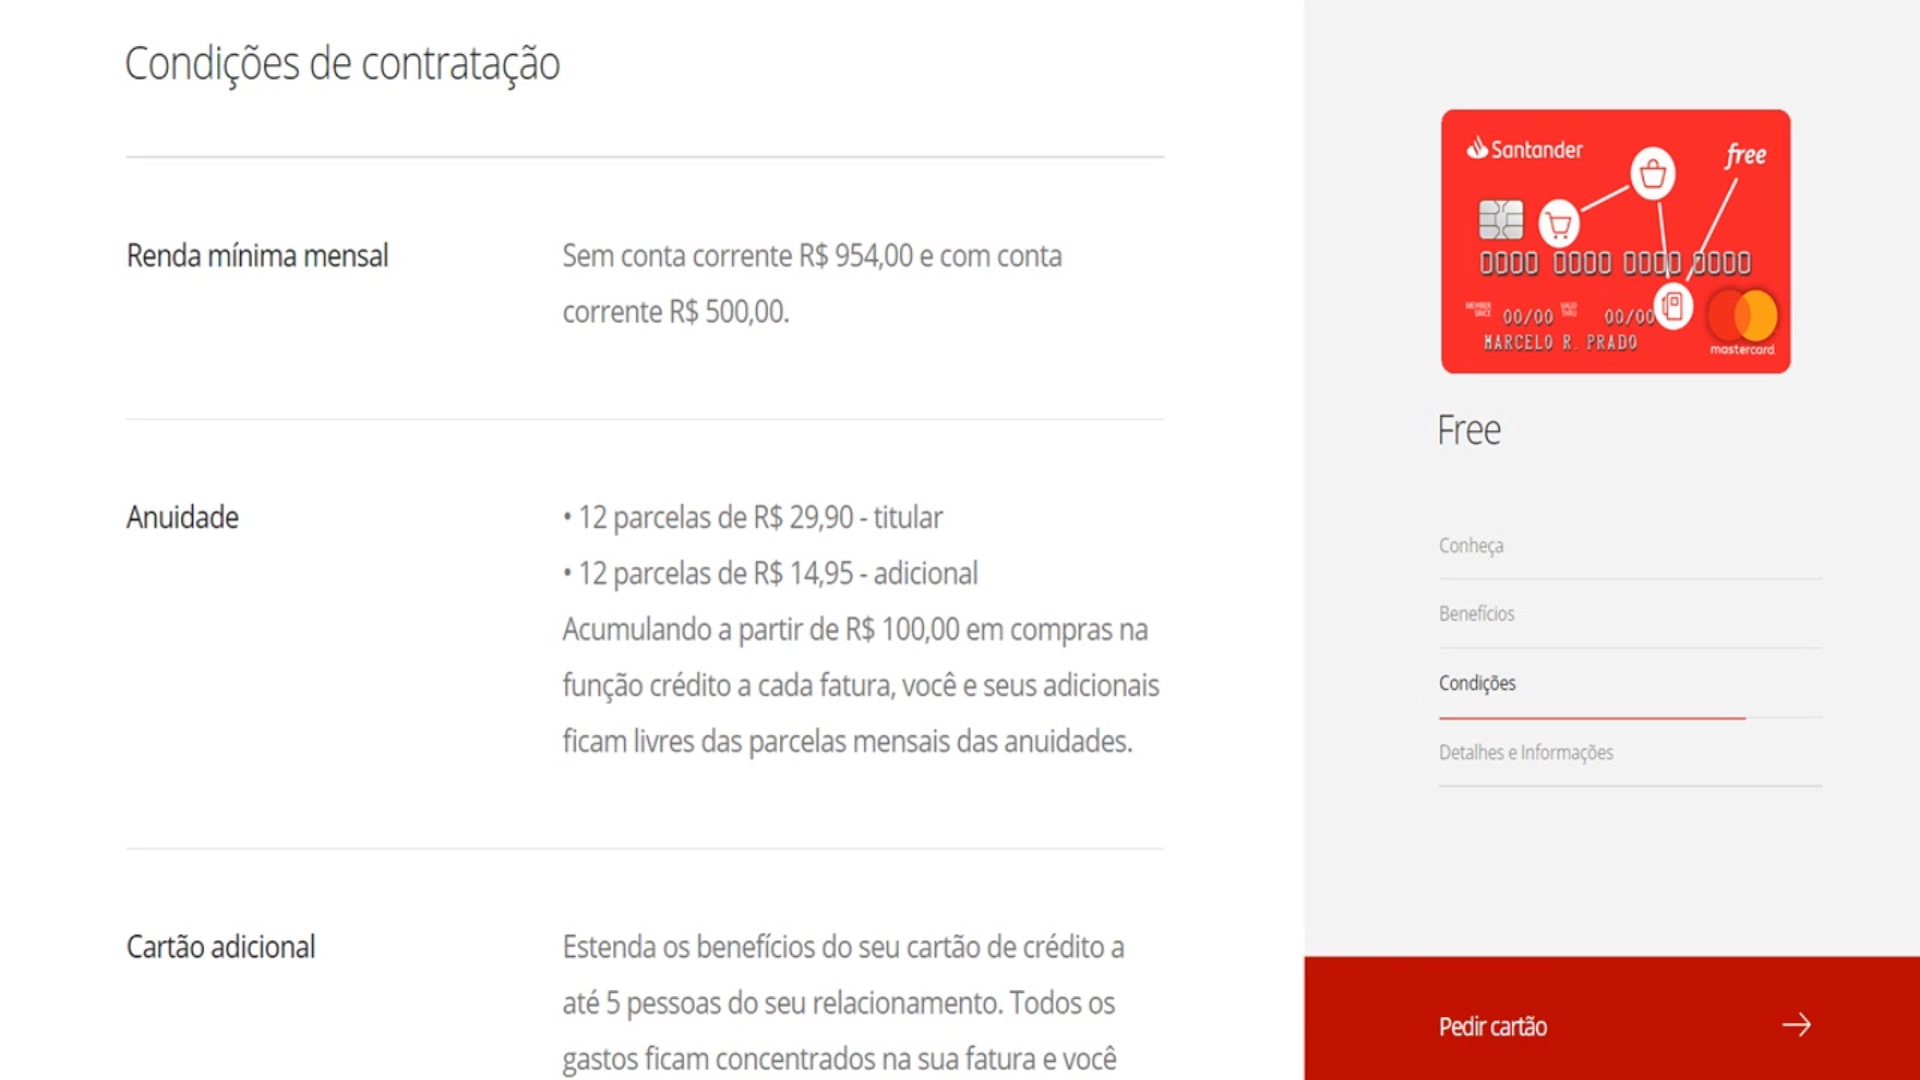 Condições de contratação
Renda mínima mensal
Sem conta corrente R$ 954,00 e com conta
corrente R$ 500,00.
Anuidade
• 12 parcelas de R$ 29,90 - titular
• 12 parcelas de R$ 14,95 - adicional
Acumulando a partir de R$ 100,00 em compras na
função crédito a cada fatura, você e seus adicionais
ficam livres das parcelas mensais das anuidades.
Cartão adicional
Estenda os benefícios do seu cartão de crédito a
até 5 pessoas do seu relacionamento. Todos os
gastos ficam concentrados na sua fatura e você
Santander
free
0000 0000 0000 0000
MEMBER SINCE 00/00 VALID THRU 00/00
MARCELO R. PRADO
mastercard
Free
Conheça
Benefícios
Condições
Detalhes e Informações
Pedir cartão